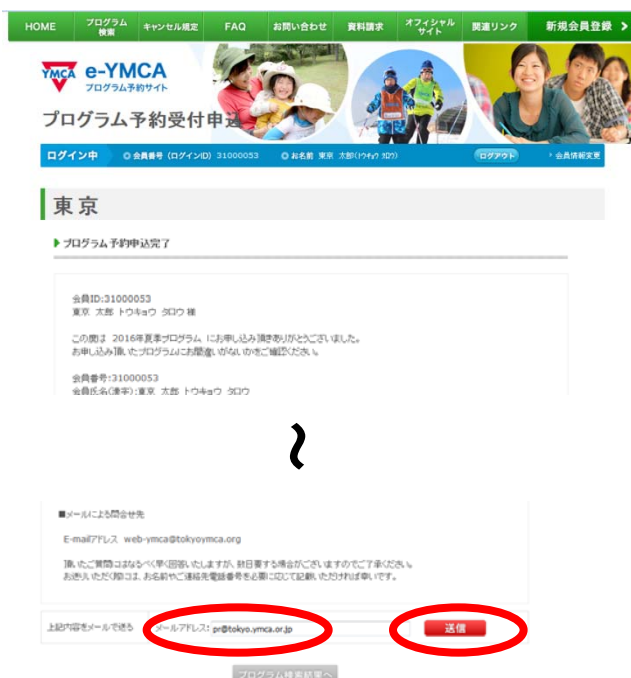 HOME プログラム検索 キャンセル規定 FAQ お問い合わせ 資料請求 オフィシャルサイト 関連リンク 新規会員登録 >
YMCA e-YMCA
プログラム予約サイト
プログラム予約受付申込
ログイン中 会員番号（ログインID）31000053 お名前 東京 太郎(トウキョウ タロウ) ログアウト 会員情報変更
東京
プログラム予約申込完了
会員ID:31000053
東京 太郎 トウキョウ タロウ 様
この度は 2016年夏季プログラム にお申し込み頂きありがとうございました。
お申し込み頂いたプログラムにお間違いがないかをご確認ください。
会員番号:31000053
会員氏名(漢字):東京 太郎 トウキョウ タロウ
～
■メールによる問合せ先
E-mailアドレス web-ymca@tokyoymca.org
頂いたご質問にはなるべく早く回答いたしますが、数日要する場合がございますのでご了承ください。
お送りいただく際には、お名前やご連絡先電話番号を必要に応じて記載いただければ幸いです。
上記内容をメールで送る メールアドレス: pr@tokyo.ymca.or.jp 送信
プログラム検索結果へ